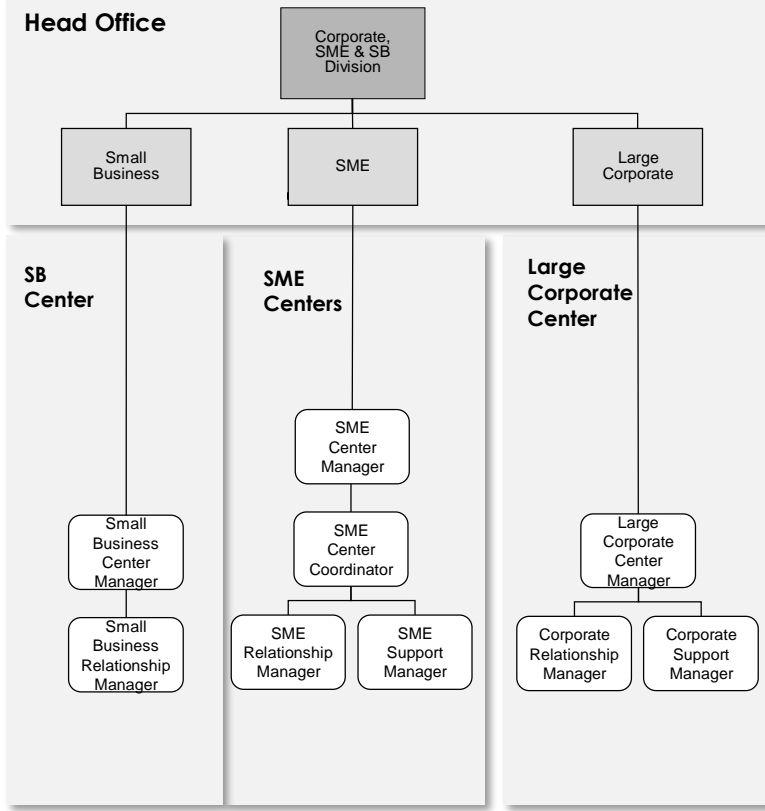 Head Office
Corporate,
SME & SB
Division
Small
Business
SME
Large
Corporate
SB
Center
SME
Centers
Large
Corporate
Center
SME
Center
Manager
Small
Business
Center
Manager
SME
Center
Coordinator
Large
Corporate
Center
Manager
Small
Business
Relationship
Manager
SME
Relationship
Manager
SME
Support
Manager
Corporate
Relationship
Manager
Corporate
Support
Manager